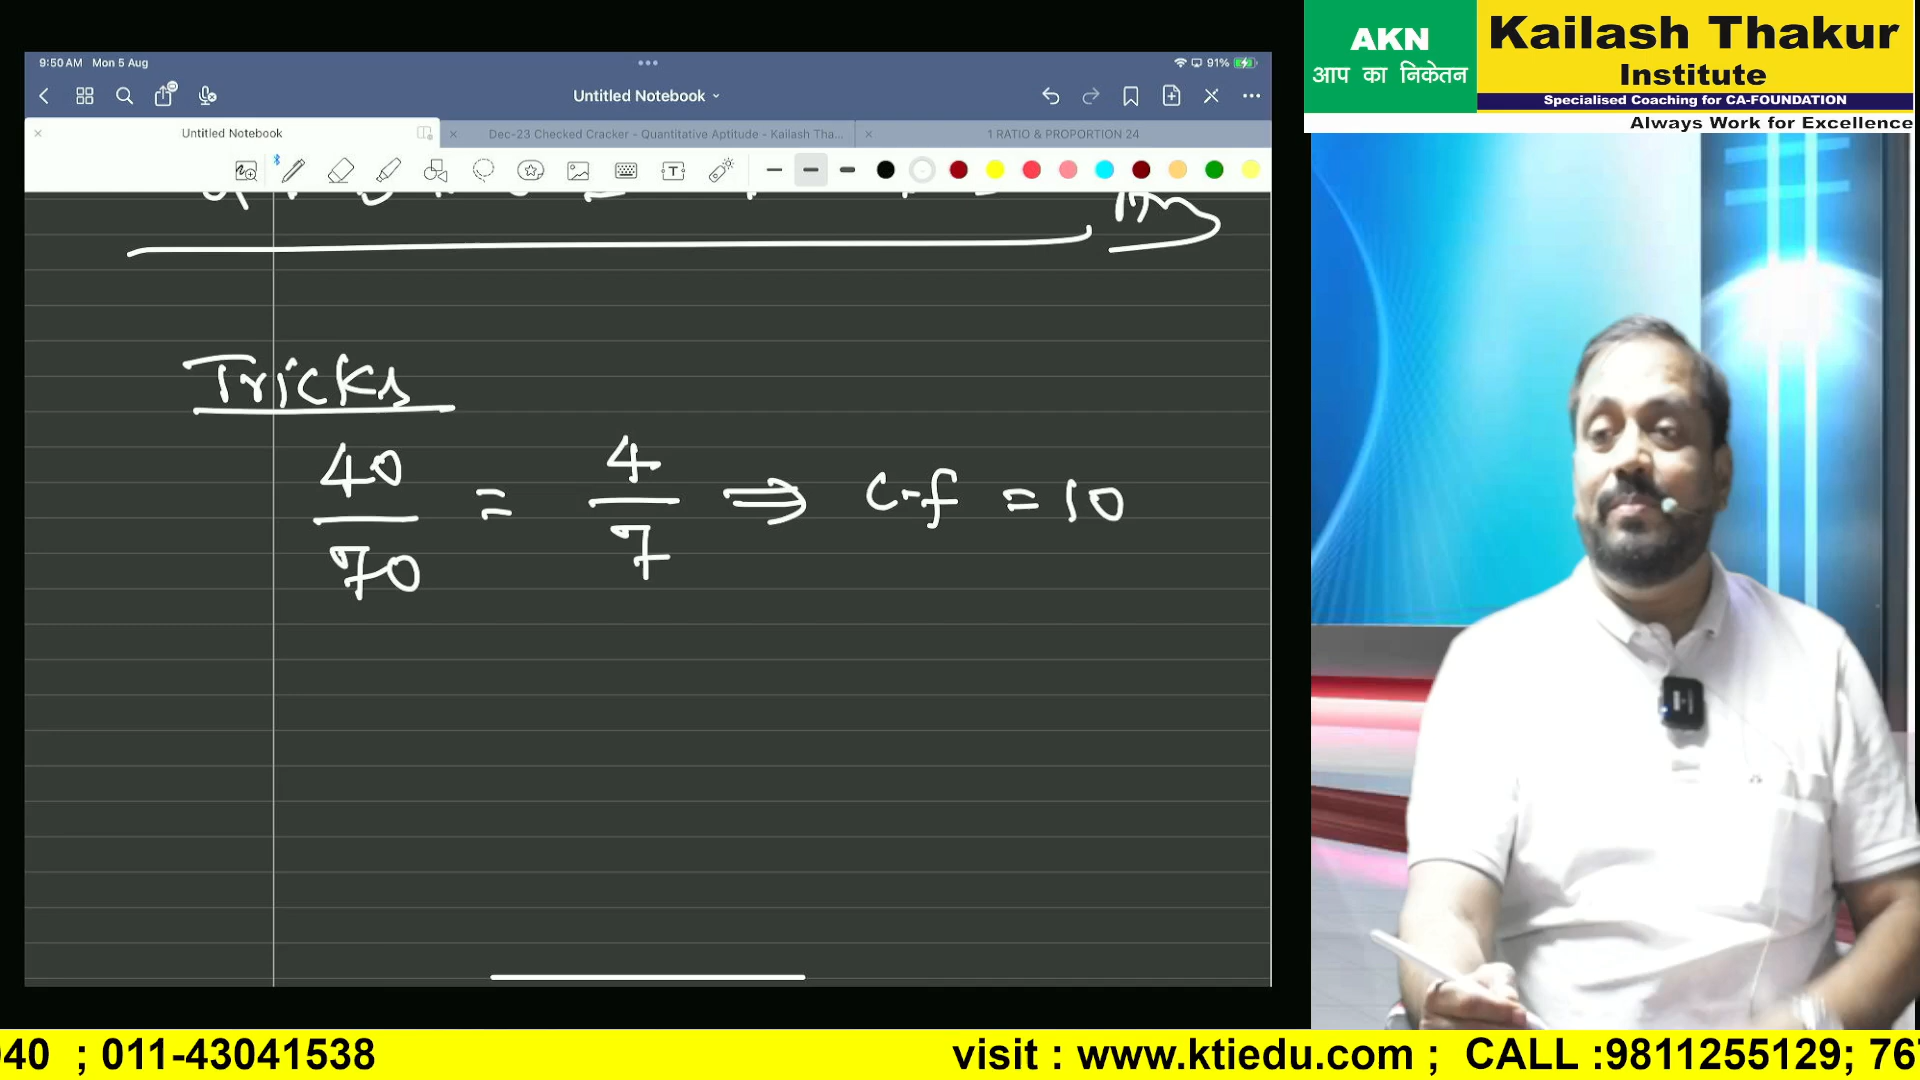 AKN
आप का निकेतन
Kailash Thakur
Institute
Specialised Coaching for CA-FOUNDATION
Always Work for Excellence
9:50 AM Mon 5 Aug
91%
Untitled Notebook
Untitled Notebook
Dec-23 Checked Cracker - Quantitative Aptitude - Kailash Tha...
1 RATIO & PROPORTION 24
Tricks
40/70 = 4/7 ⇒ C-f = 10
040 ; 011-43041538
visit : www.ktiedu.com ; CALL :9811255129; 76